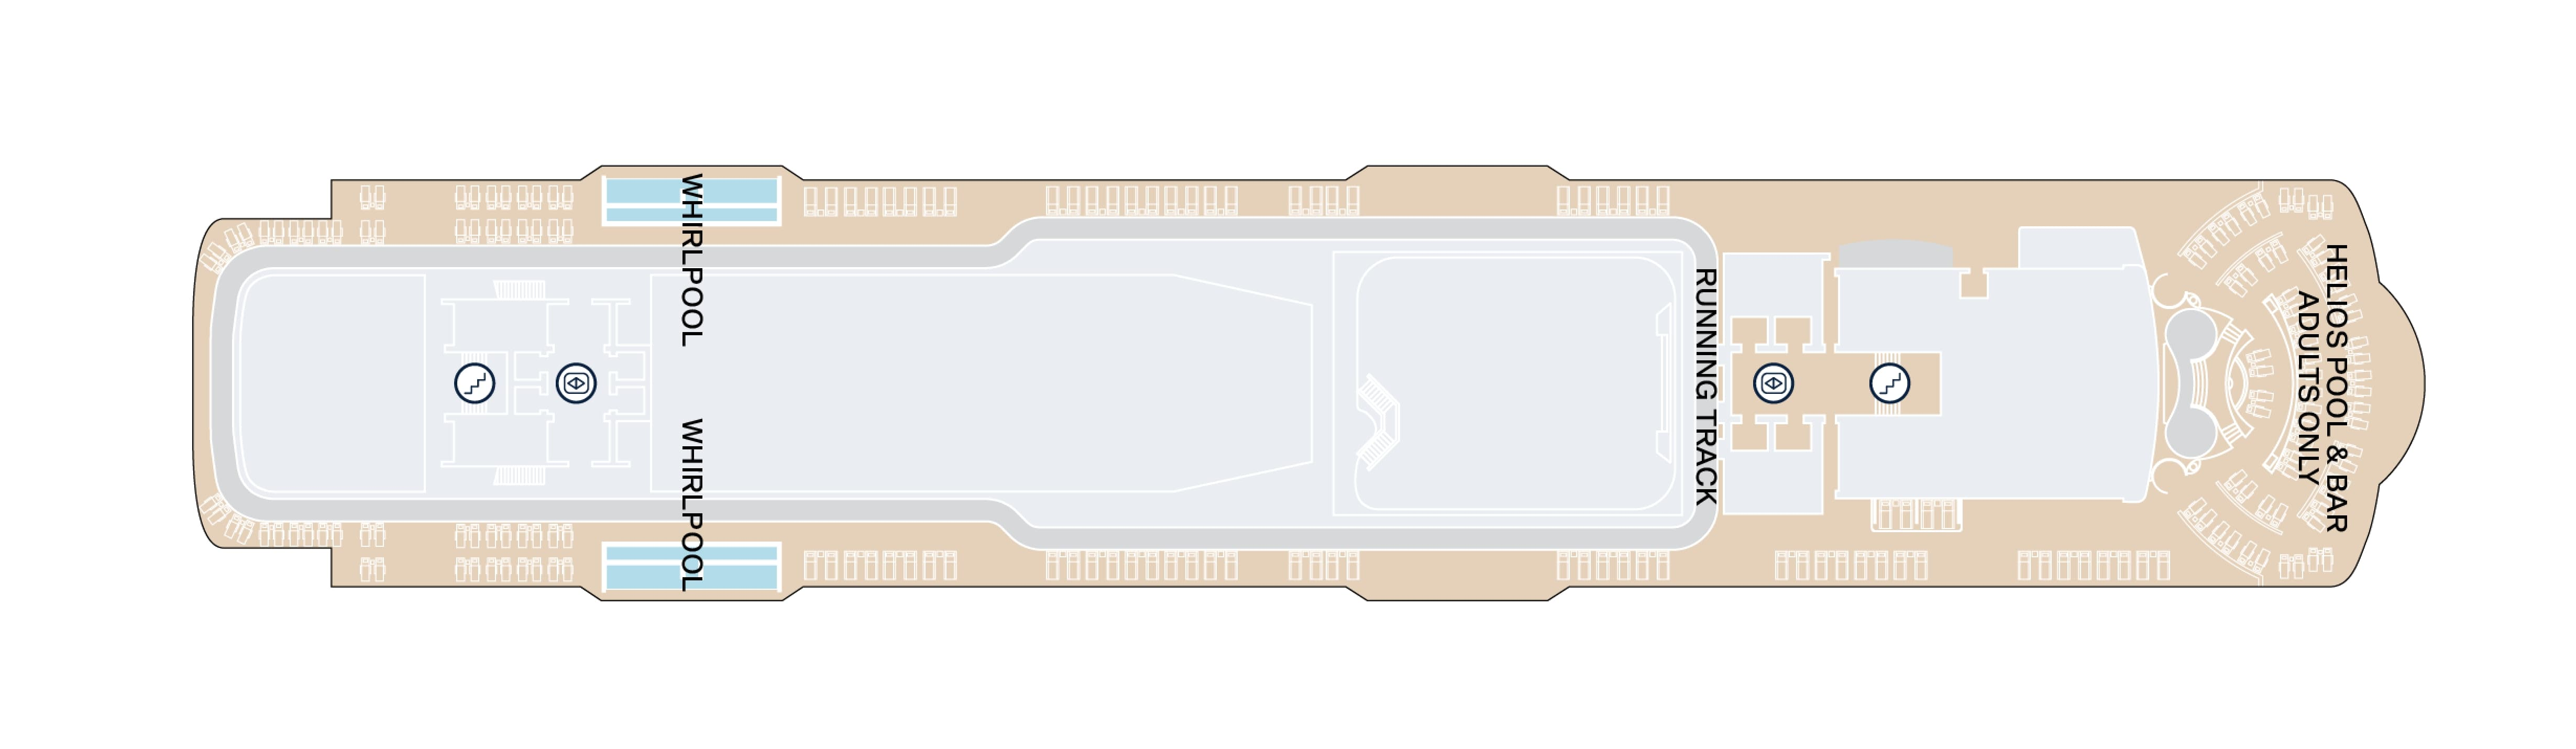 WHIRLPOOL
WHIRLPOOL
RUNNING TRACK
HELIOS POOL & BAR
ADULTS ONLY